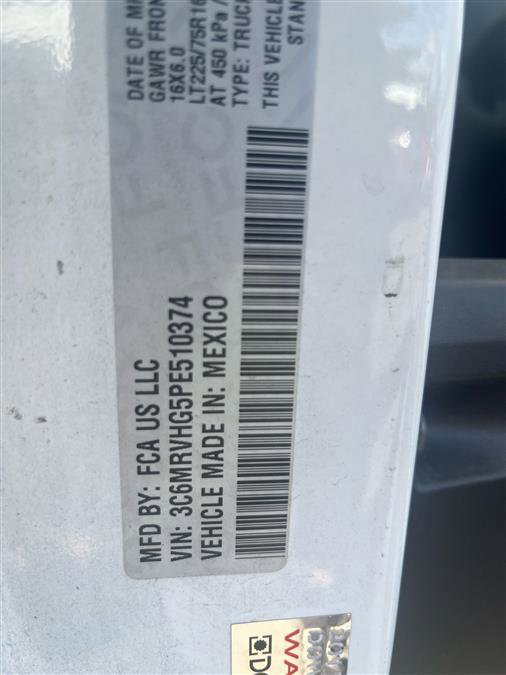 MFD BY: FCA US LLC
VIN: 3C6MRVHG5PE510374
VEHICLE MADE IN: MEXICO
DATE OF
GAWR FRON
16X6.0
LT225/75R16
AT 450 kPa /
TYPE: TRUCK
THIS VEHICLE
STAN
WA